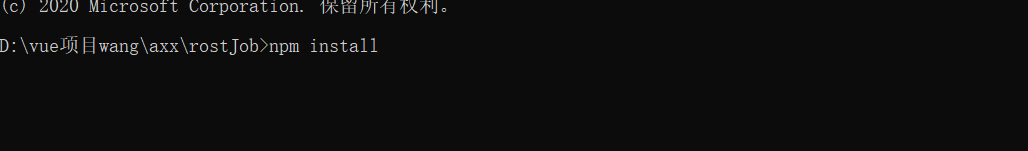 (c) 2020 Microsoft Corporation. 保留所有权利。
D:\vue项目wang\axx\rostJob>npm install